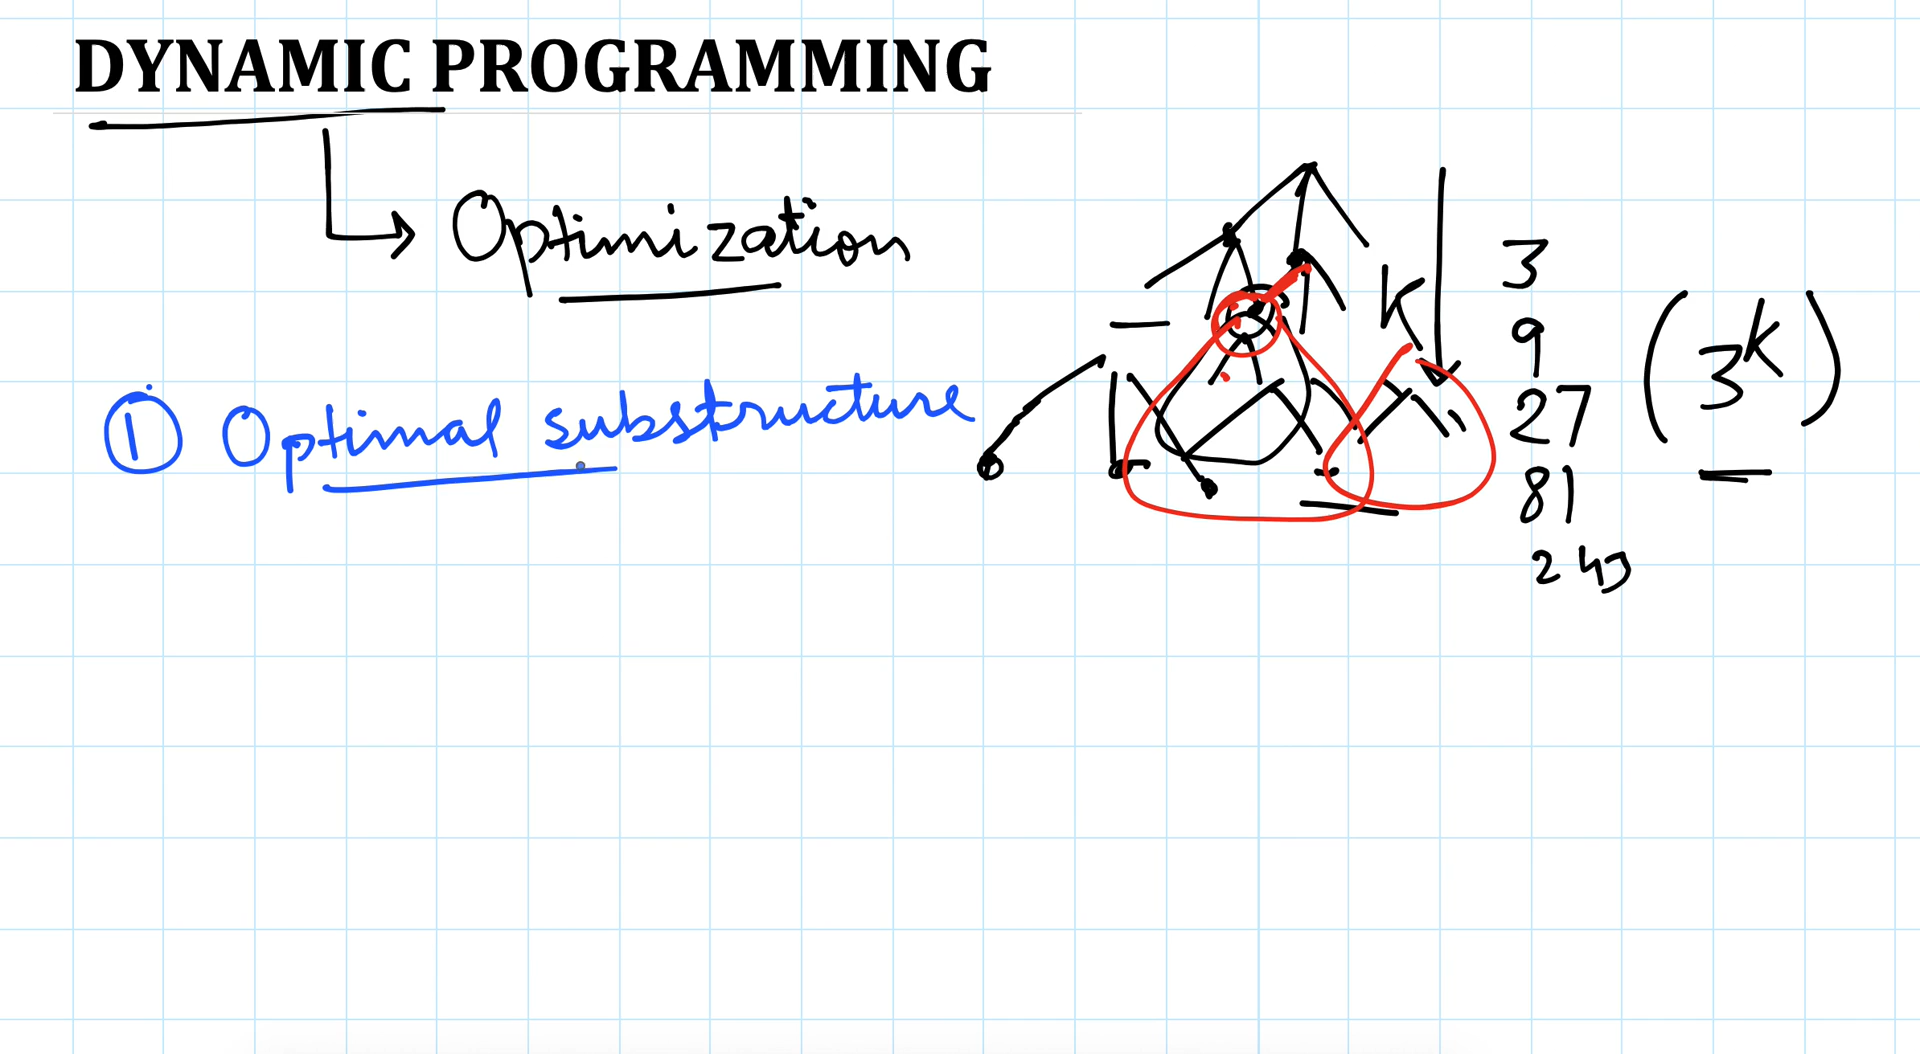 DYNAMIC PROGRAMMING
Optimization
① Optimal substructure
K
3
9
27
81
243
(3^K)